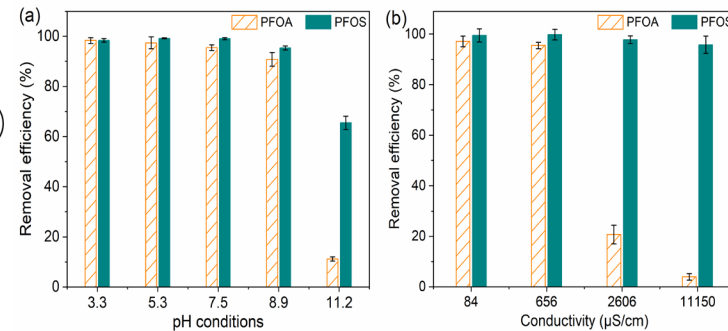 (a)
PFOA
PFOS
100
80
60
40
20
0
Removal efficiency (%)
3.3
5.3
7.5
8.9
11.2
pH conditions
(b)
PFOA
PFOS
100
80
60
40
20
0
Removal efficiency (%)
84
656
2606
11150
Conductivity (µS/cm)